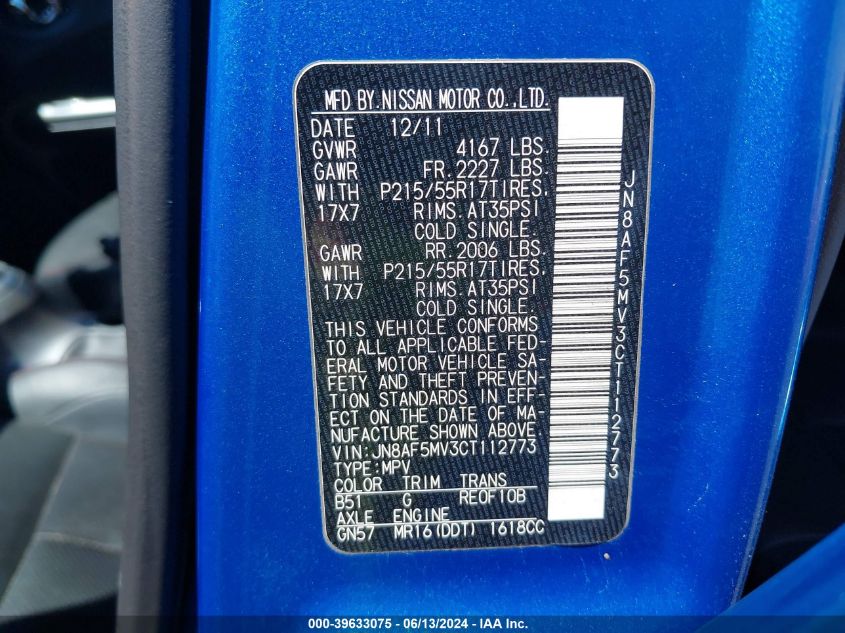 MFD BY.NISSAN MOTOR CO.,LTD.
DATE 12/11
GVWR 4167 LBS.
GAWR FR.2227 LBS.
WITH P215/55R17TIRES.
17X7 RIMS.AT35PSI
COLD SINGLE.
GAWR RR.2006 LBS.
WITH P215/55R17TIRES.
17X7 RIMS.AT35PSI
COLD SINGLE.
THIS VEHICLE CONFORMS
TO ALL APPLICABLE FED-
ERAL MOTOR VEHICLE SA-
FETY AND THEFT PREVEN-
TION STANDARDS IN EFF-
ECT ON THE DATE OF MA-
NUFACTURE SHOWN ABOVE.
VIN:JN8AF5MV3CT112773
TYPE:MPV
COLOR TRIM TRANS
B51 G RE0F10B
AXLE ENGINE
GN57 MR16(DDT) 1618CC
JN8AF5MV3CT112773
000-39633075 - 06/13/2024 - IAA Inc.